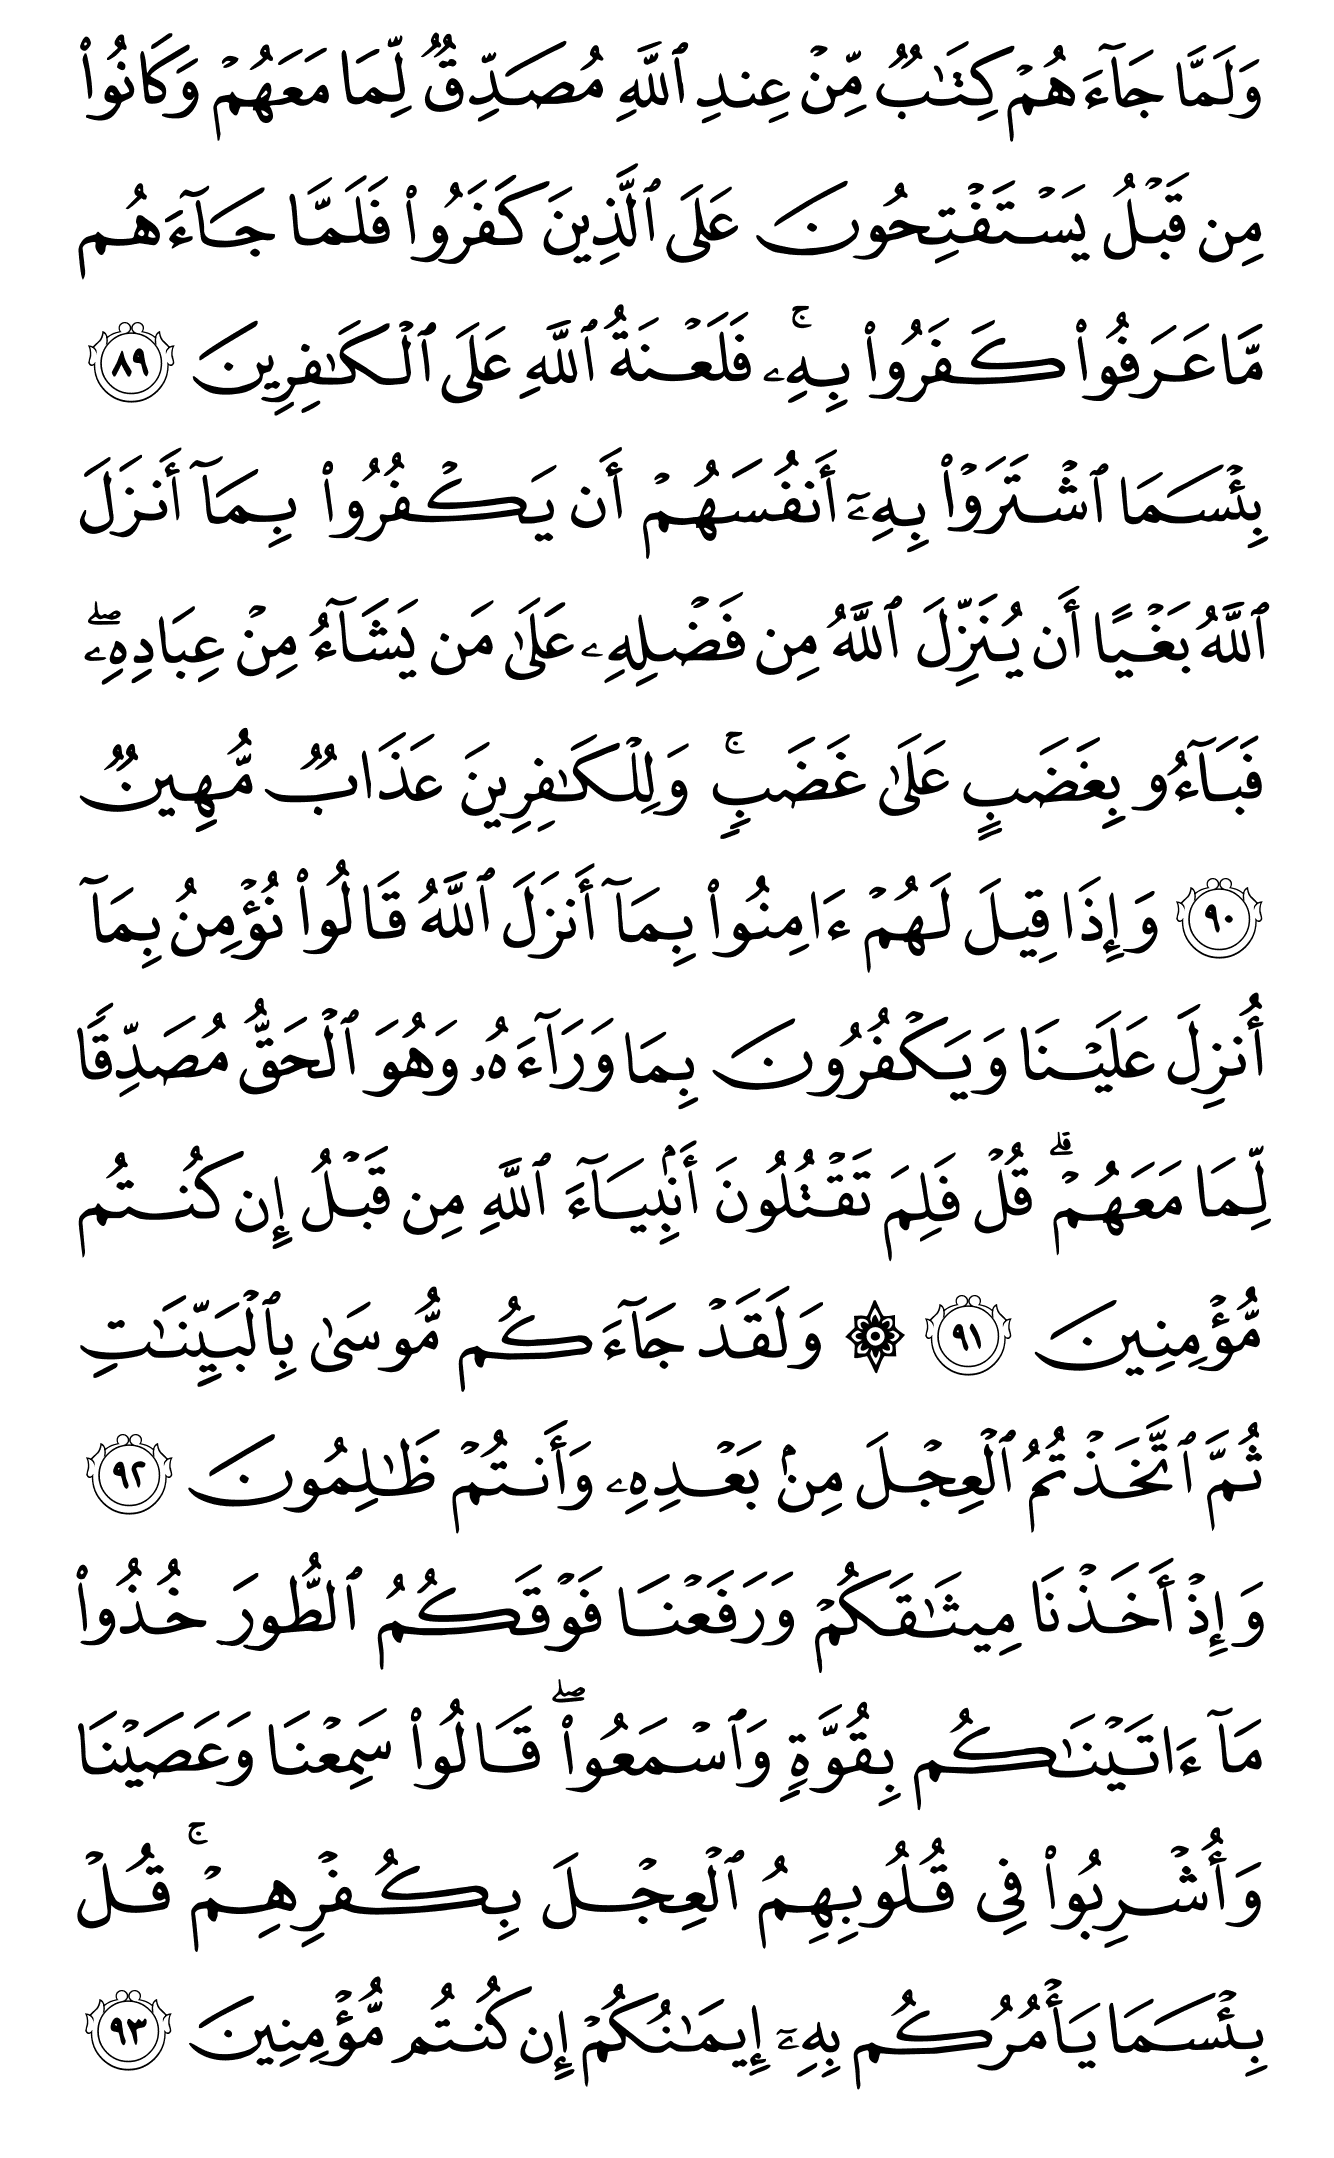 وَلَمَّا جَآءَهُمْ كِتَٰبٌ مِّنْ عِندِ ٱللَّهِ مُصَدِّقٌ لِّمَا مَعَهُمْ وَكَانُوا۟
مِن قَبْلُ يَسْتَفْتِحُونَ عَلَى ٱلَّذِينَ كَفَرُوا۟ فَلَمَّا جَآءَهُم
مَّا عَرَفُوا۟ كَفَرُوا۟ بِهِۦ ۚ فَلَعْنَةُ ٱللَّهِ عَلَى ٱلْكَٰفِرِينَ ٨٩
بِئْسَمَا ٱشْتَرَوْا۟ بِهِۦٓ أَنفُسَهُمْ أَن يَكْفُرُوا۟ بِمَآ أَنزَلَ
ٱللَّهُ بَغْيًا أَن يُنَزِّلَ ٱللَّهُ مِن فَضْلِهِۦ عَلَىٰ مَن يَشَآءُ مِنْ عِبَادِهِۦ ۖ
فَبَآءُو بِغَضَبٍ عَلَىٰ غَضَبٍ ۚ وَلِلْكَٰفِرِينَ عَذَابٌ مُّهِينٌ
٩٠ وَإِذَا قِيلَ لَهُمْ ءَامِنُوا۟ بِمَآ أَنزَلَ ٱللَّهُ قَالُوا۟ نُؤْمِنُ بِمَآ
أُنزِلَ عَلَيْنَا وَيَكْفُرُونَ بِمَا وَرَآءَهُۥ وَهُوَ ٱلْحَقُّ مُصَدِّقًا
لِّمَا مَعَهُمْ ۗ قُلْ فَلِمَ تَقْتُلُونَ أَنۢبِيَآءَ ٱللَّهِ مِن قَبْلُ إِن كُنتُم
مُّؤْمِنِينَ ٩١ ۞ وَلَقَدْ جَآءَكُم مُّوسَىٰ بِٱلْبَيِّنَٰتِ
ثُمَّ ٱتَّخَذْتُمُ ٱلْعِجْلَ مِنۢ بَعْدِهِۦ وَأَنتُمْ ظَٰلِمُونَ ٩٢
وَإِذْ أَخَذْنَا مِيثَٰقَكُمْ وَرَفَعْنَا فَوْقَكُمُ ٱلطُّورَ خُذُوا۟
مَآ ءَاتَيْنَٰكُم بِقُوَّةٍ وَٱسْمَعُوا۟ ۖ قَالُوا۟ سَمِعْنَا وَعَصَيْنَا
وَأُشْرِبُوا۟ فِى قُلُوبِهِمُ ٱلْعِجْلَ بِكُفْرِهِمْ ۚ قُلْ
بِئْسَمَا يَأْمُرُكُم بِهِۦٓ إِيمَٰنُكُمْ إِن كُنتُم مُّؤْمِنِينَ ٩٣